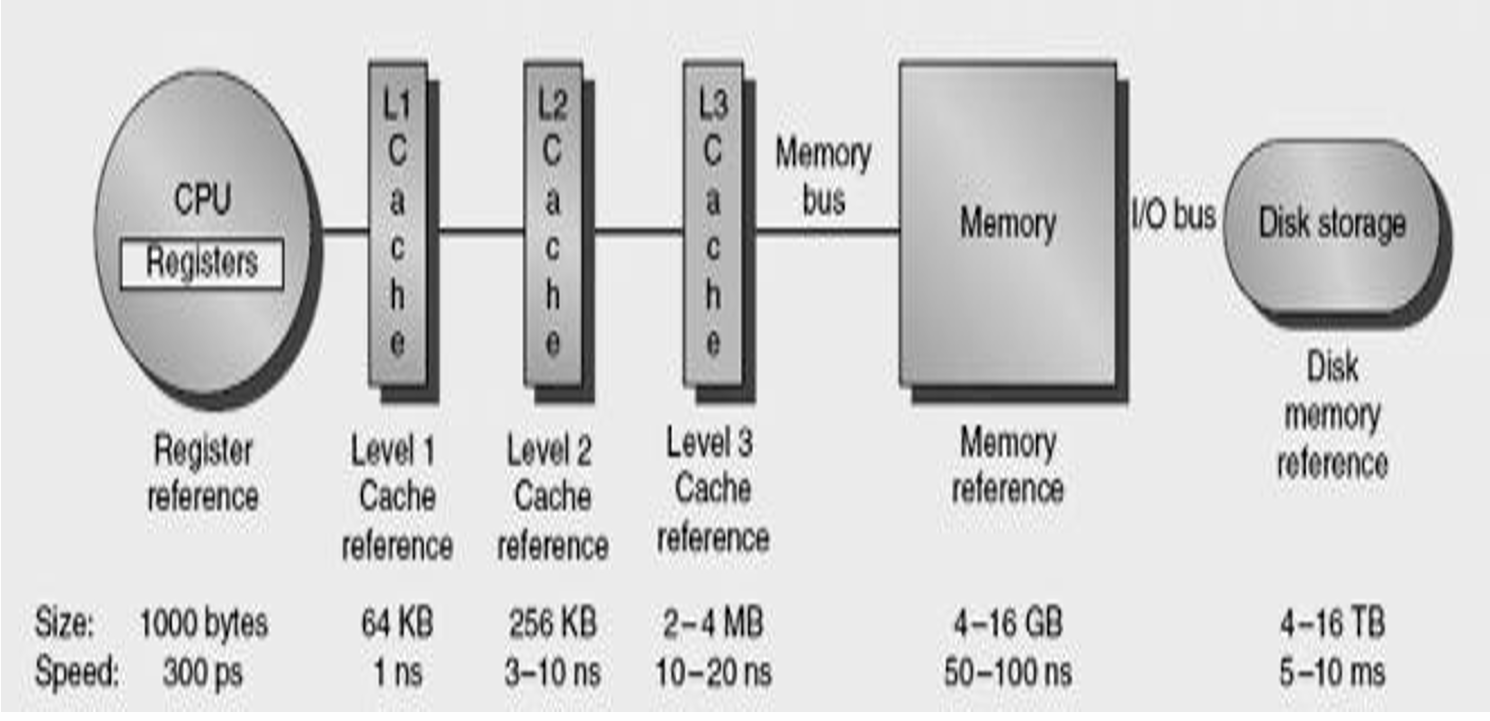 CPU
Registers
L1
C
a
c
h
e
L2
C
a
c
h
e
L3
C
a
c
h
e
Memory
bus
Memory
I/O bus
Disk storage
Register
reference
Level 1
Cache
reference
Level 2
Cache
reference
Level 3
Cache
reference
Memory
reference
Disk
memory
reference
Size: 1000 bytes 64 KB 256 KB 2–4 MB 4–16 GB 4–16 TB
Speed: 300 ps 1 ns 3–10 ns 10–20 ns 50–100 ns 5–10 ms